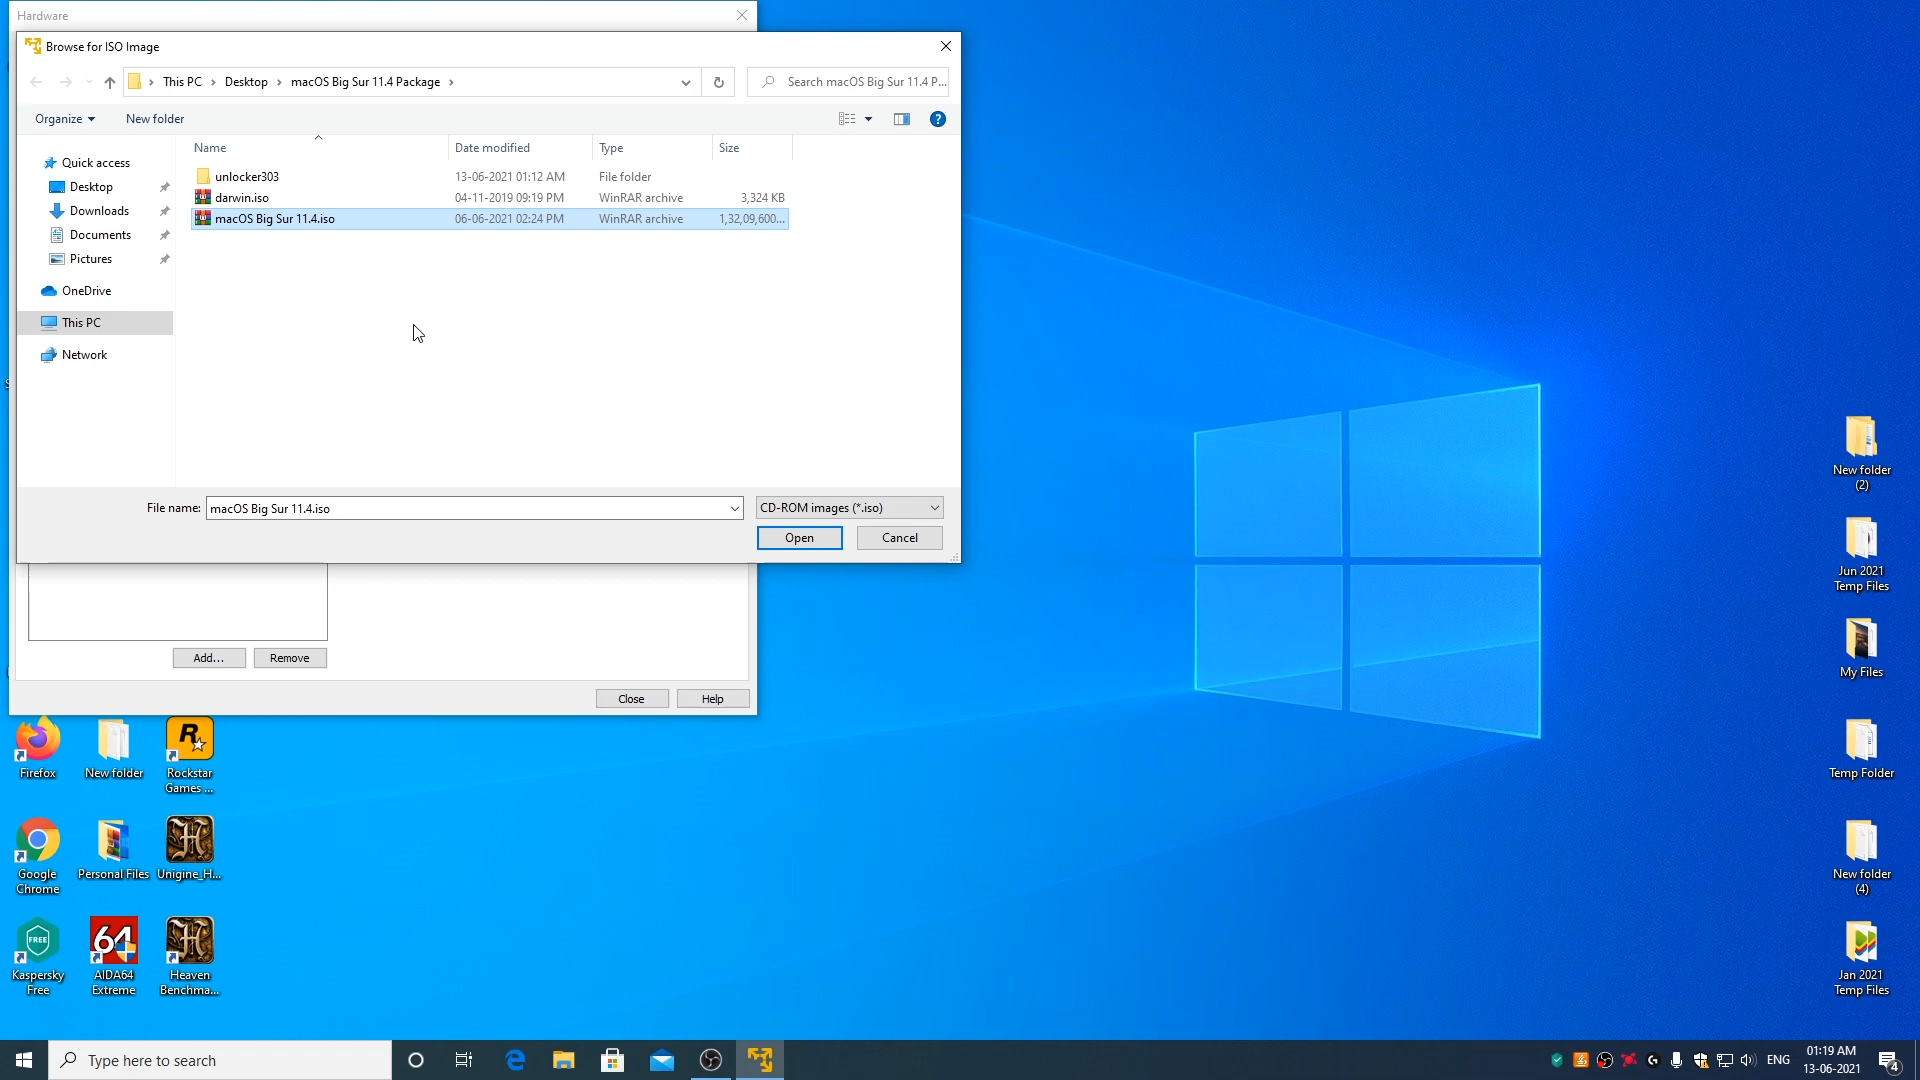 Hardware
Browse for ISO Image
This PC
Desktop
macOS Big Sur 11.4 Package
Search macOS Big Sur 11.4 P...
Organize
New folder
Name
Date modified
Type
Size
Quick access
Desktop
Downloads
Documents
Pictures
OneDrive
This PC
Network
unlocker303
13-06-2021 01:12 AM
File folder
darwin.iso
04-11-2019 09:19 PM
WinRAR archive
3,324 KB
macOS Big Sur 11.4.iso
06-06-2021 02:24 PM
WinRAR archive
1,32,09,600...
File name:
macOS Big Sur 11.4.iso
CD-ROM images (*.iso)
Open
Cancel
Add...
Remove
Close
Help
Firefox
New folder
Rockstar
Games ...
Google
Chrome
Personal Files
Unigine_H...
Kaspersky
Free
AIDA64
Extreme
Heaven
Benchma...
New folder
(2)
Jun 2021
Temp Files
My Files
Temp Folder
New folder
(4)
Jan 2021
Temp Files
Type here to search
ENG
01:19 AM
13-06-2021
4